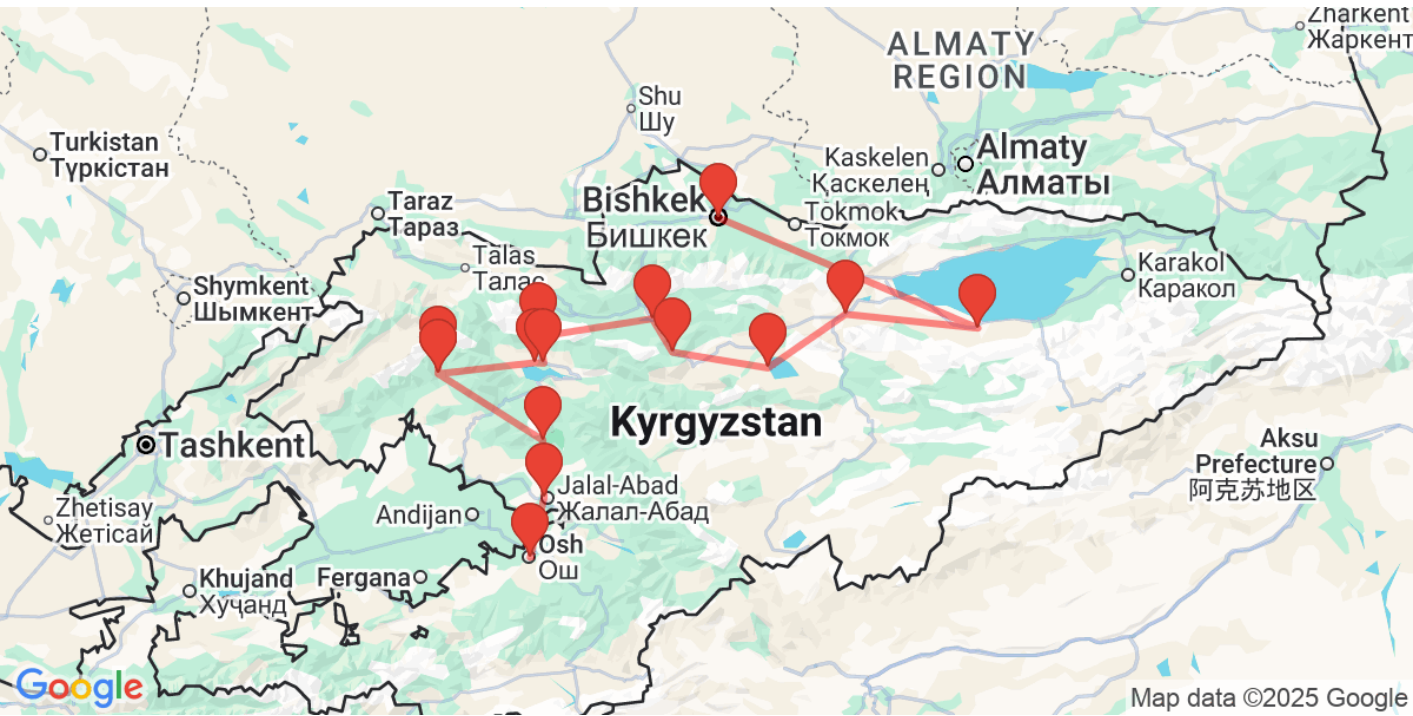 Zharkent
Жаркент
ALMATY
REGION
Shu
Шу
Turkistan
Түркістан
Kaskelen
Қаскелең
Almaty
Алматы
Taraz
Тараз
Bishkek
Бишкек
Tokmok
Токмок
Talas
Талас
Karakol
Каракол
Shymkent
Шымкент
Kyrgyzstan
Tashkent
Aksu
Prefecture
阿克苏地区
Jalal-Abad
Жалал-Абад
Zhetisay
Жетісай
Andijan
Osh
Ош
Khujand
Хуҷанд
Fergana
Google
Map data ©2025 Google